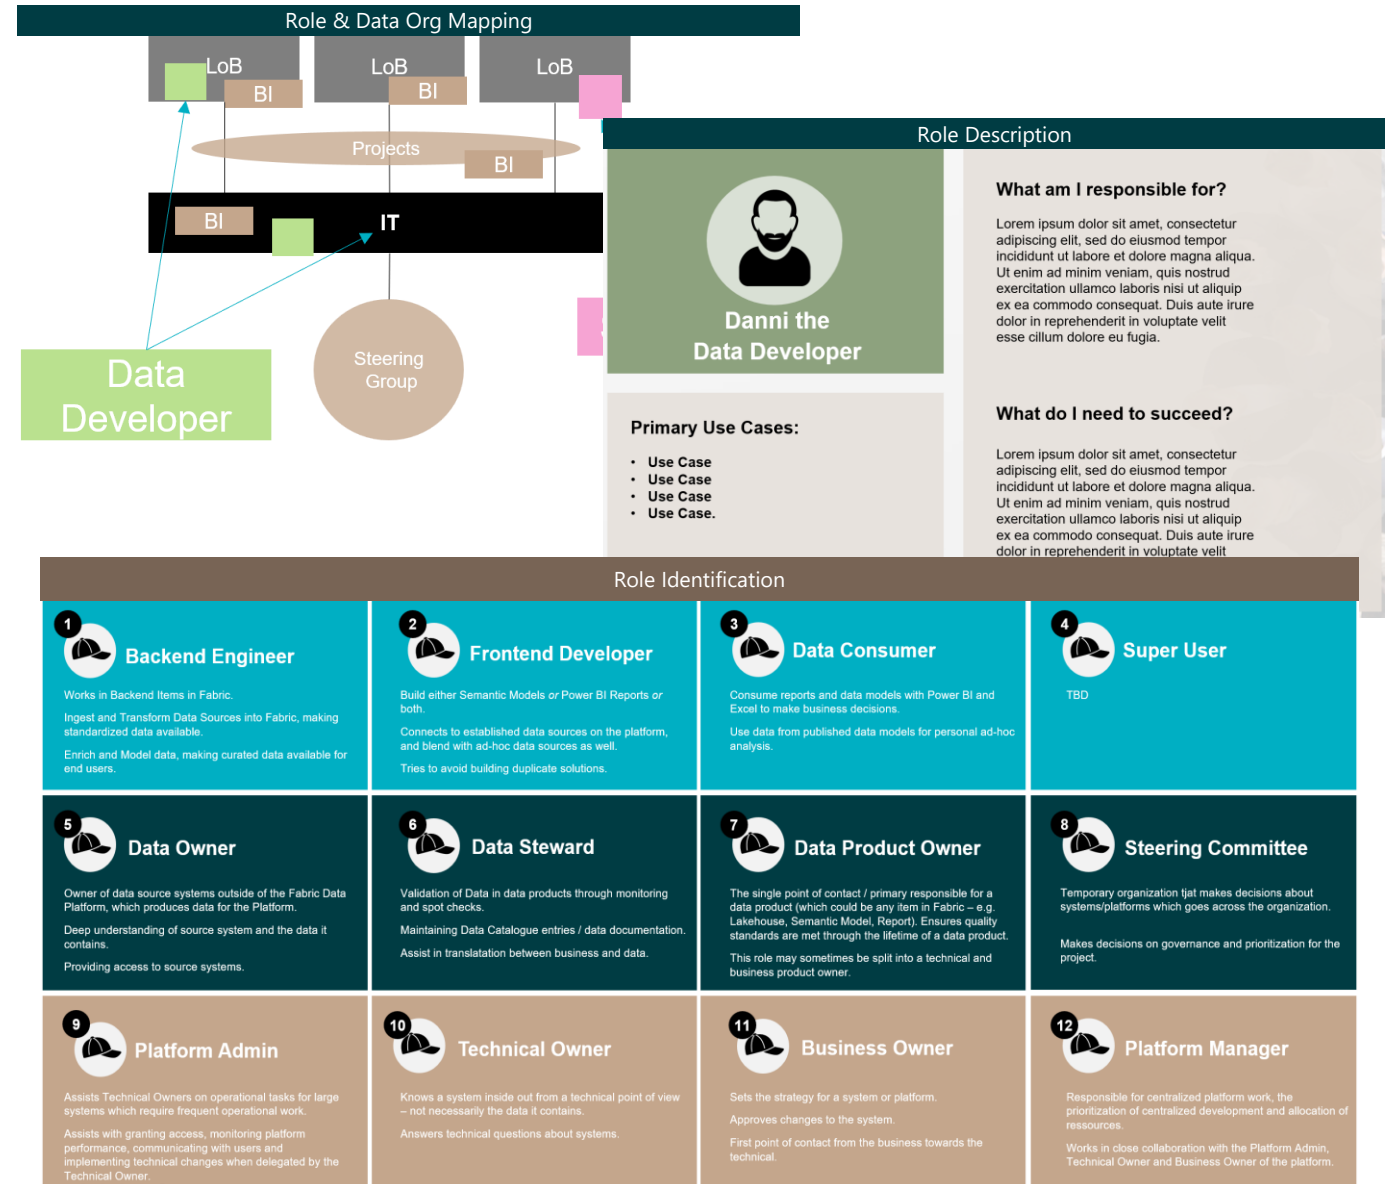 Role & Data Org Mapping
LoB
LoB
LoB
BI
BI
Projects
BI
BI
IT
Data
Developer
Steering
Group
Role Description
Danni the
Data Developer
Primary Use Cases:
• Use Case
• Use Case
• Use Case
• Use Case.
What am I responsible for?
Lorem ipsum dolor sit amet, consectetur
adipiscing elit, sed do eiusmod tempor
incididunt ut labore et dolore magna aliqua.
Ut enim ad minim veniam, quis nostrud
exercitation ullamco laboris nisi ut aliquip
ex ea commodo consequat. Duis aute irure
dolor in reprehenderit in voluptate velit
esse cillum dolore eu fugia.
What do I need to succeed?
Lorem ipsum dolor sit amet, consectetur
adipiscing elit, sed do eiusmod tempor
incididunt ut labore et dolore magna aliqua.
Ut enim ad minim veniam, quis nostrud
exercitation ullamco laboris nisi ut aliquip
ex ea commodo consequat. Duis aute irure
dolor in reprehenderit in voluptate velit
Role Identification
1
Backend Engineer
Works in Backend Items in Fabric.
Ingest and Transform Data Sources into Fabric, making
standardized data available.
Enrich and Model data, making curated data available for
end users.
2
Frontend Developer
Build either Semantic Models or Power BI Reports or
both.
Connects to established data sources on the platform,
and blend with ad-hoc data sources as well.
Tries to avoid building duplicate solutions.
3
Data Consumer
Consume reports and data models with Power BI and
Excel to make business decisions.
Use data from published data models for personal ad-hoc
analysis.
4
Super User
TBD
5
Data Owner
Owner of data source systems outside of the Fabric Data
Platform, which produces data for the Platform.
Deep understanding of source system and the data it
contains.
Providing access to source systems.
6
Data Steward
Validation of Data in data products through monitoring
and spot checks.
Maintaining Data Catalogue entries / data documentation.
Assist in translatation between business and data.
7
Data Product Owner
The single point of contact / primary responsible for a
data product (which could be any item in Fabric – e.g.
Lakehouse, Semantic Model, Report). Ensures quality
standards are met through the lifetime of a data product.
This role may sometimes be split into a technical and
business product owner.
8
Steering Committee
Temporary organization tjat makes decisions about
systems/platforms which goes across the organization.
Makes decisions on governance and prioritization for the
project.
9
Platform Admin
Assists Technical Owners on operational tasks for large
systems which require frequent operational work.
Assists with granting access, monitoring platform
performance, communicating with users and
implementing technical changes when delegated by the
Technical Owner.
10
Technical Owner
Knows a system inside out from a technical point of view
– not necessarily the data it contains.
Answers technical questions about systems.
11
Business Owner
Sets the strategy for a system or platform.
Approves changes to the system.
First point of contact from the business towards the
technical.
12
Platform Manager
Responsible for centralized platform work, the
prioritization of centralized development and allocation of
ressources.
Works in close collaboration with the Platform Admin,
Technical Owner and Business Owner of the platform.